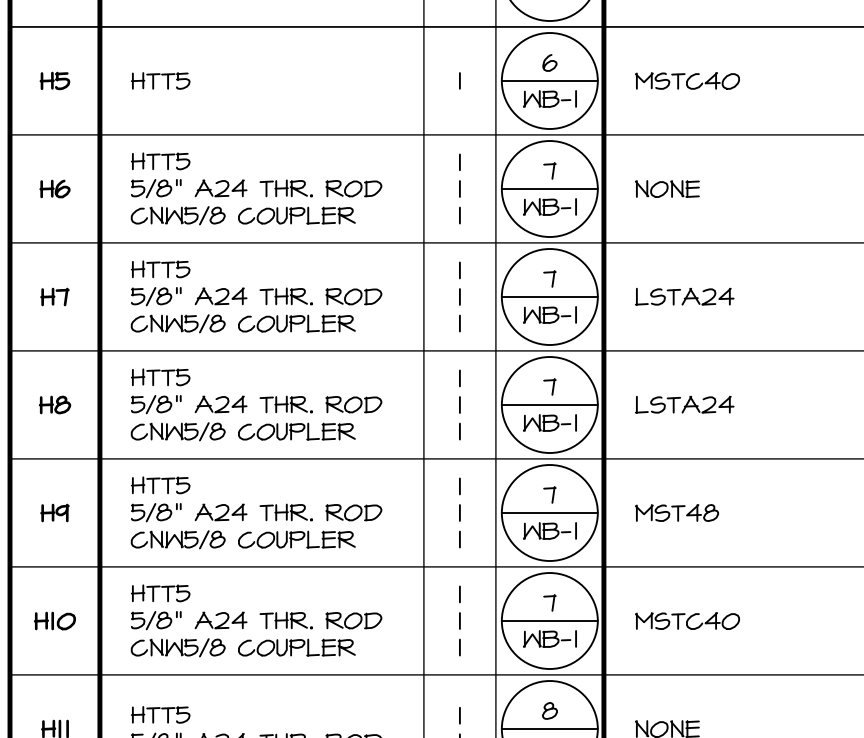 H5 HTT5 1 6 WB-1 MSTC40
H6 HTT5 1 7 WB-1 NONE
5/8" A24 THR. ROD 1
CNW5/8 COUPLER 1
H7 HTT5 1 7 WB-1 LSTA24
5/8" A24 THR. ROD 1
CNW5/8 COUPLER 1
H8 HTT5 1 7 WB-1 LSTA24
5/8" A24 THR. ROD 1
CNW5/8 COUPLER 1
H9 HTT5 1 7 WB-1 MST48
5/8" A24 THR. ROD 1
CNW5/8 COUPLER 1
H10 HTT5 1 7 WB-1 MSTC40
5/8" A24 THR. ROD 1
CNW5/8 COUPLER 1
H11 HTT5 1 8 NONE